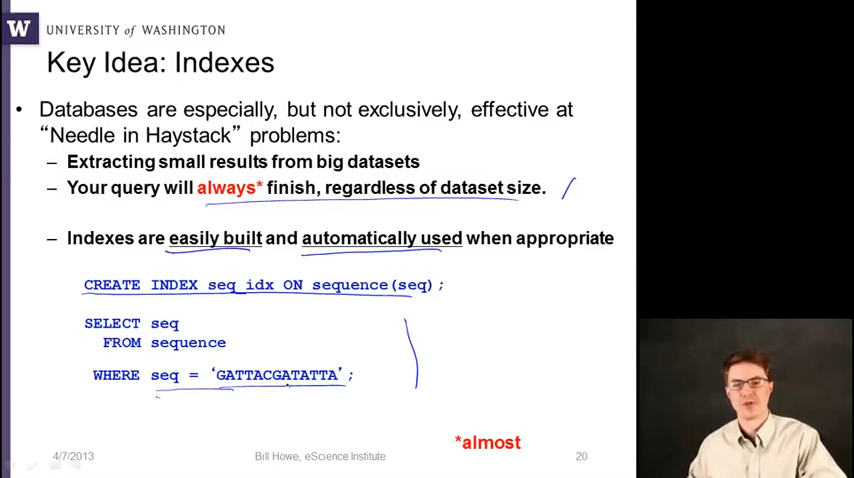 W UNIVERSITY of WASHINGTON
Key Idea: Indexes
• Databases are especially, but not exclusively, effective at
“Needle in Haystack” problems:
– Extracting small results from big datasets
– Your query will always* finish, regardless of dataset size.
– Indexes are easily built and automatically used when appropriate
CREATE INDEX seq_idx ON sequence(seq);
SELECT seq
FROM sequence
WHERE seq = ‘GATTACGATATTA’;
*almost
4/7/2013 Bill Howe, eScience Institute 20